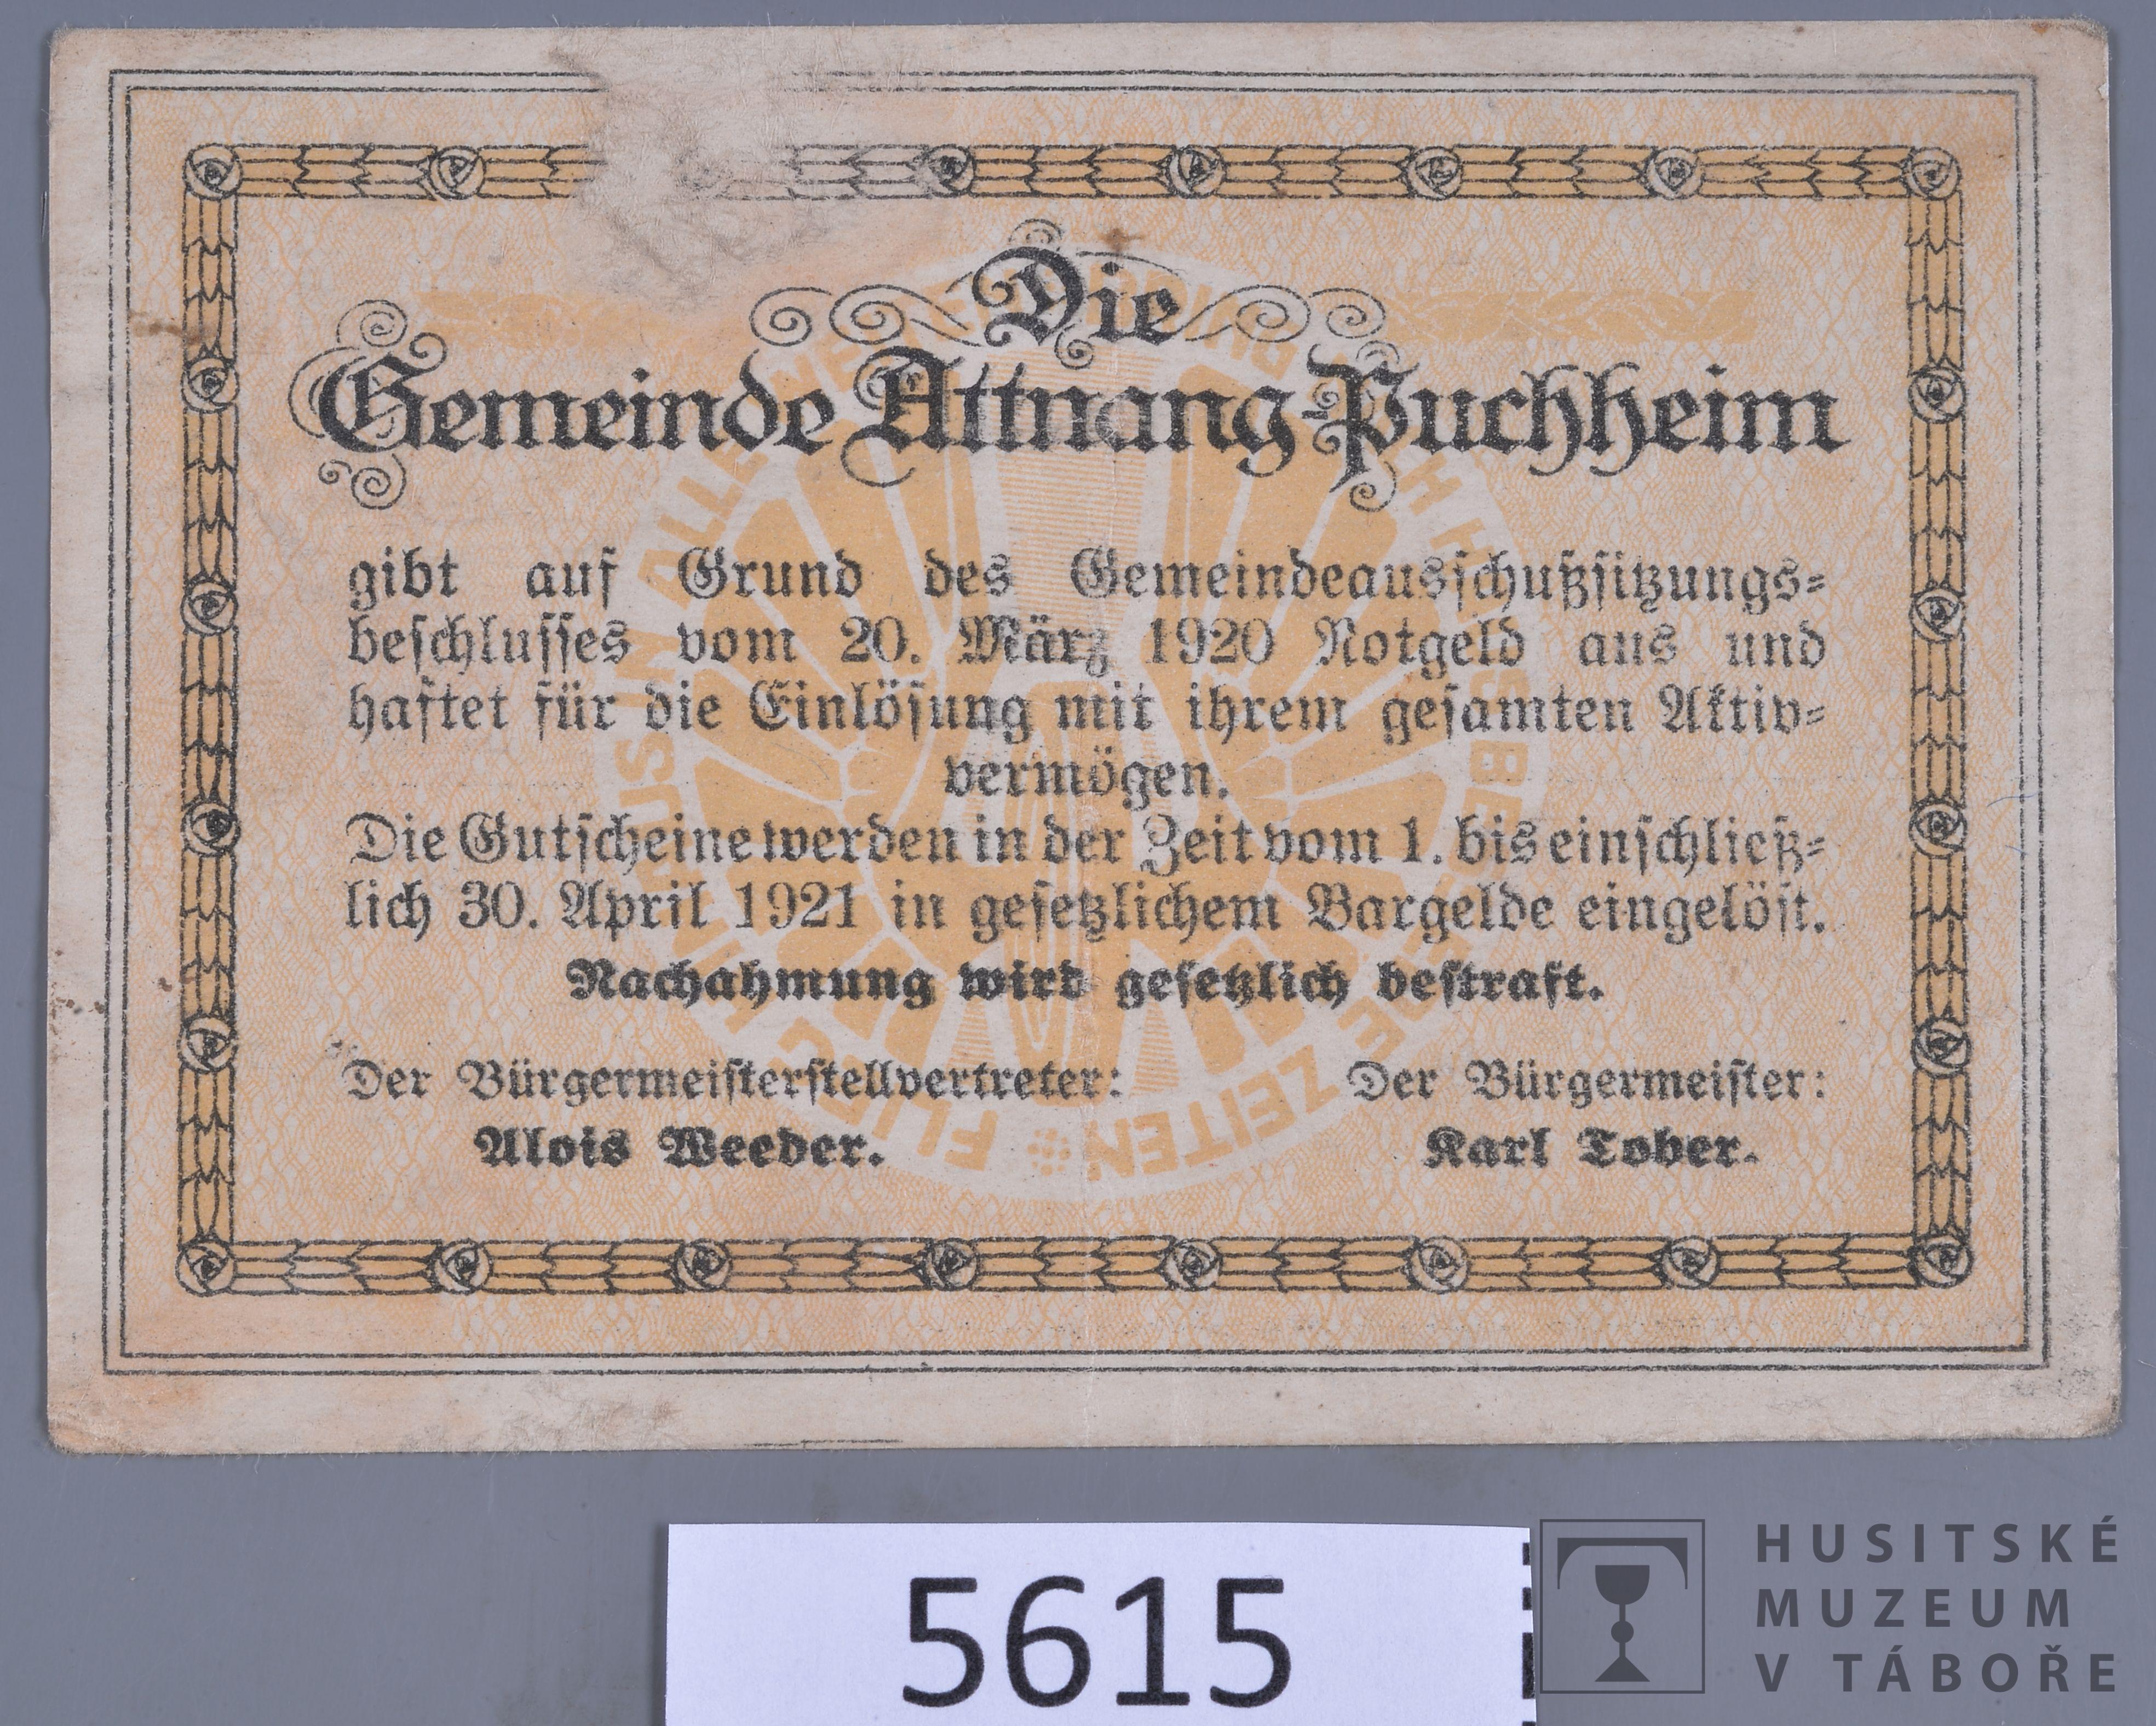 Die
Gemeinde Attnang-Puchheim
gibt auf Grund des Gemeindeausschußsitzungs-
beschlusses vom 20. März 1920 Notgeld aus und
haftet für die Einlösung mit ihrem gesamten Aktiv-
vermögen.
Die Gutscheine werden in der Zeit vom 1. bis einschließ-
lich 30. April 1921 in gesetzlichem Bargelde eingelöst.
Nachahmung wird gesetzlich bestraft.
Der Bürgermeisterstellvertreter: Der Bürgermeister:
Alois Weeder. Karl Tober.
ZEITEN
5615
HUSITSKÉ
MUZEUM
V TÁBOŘE